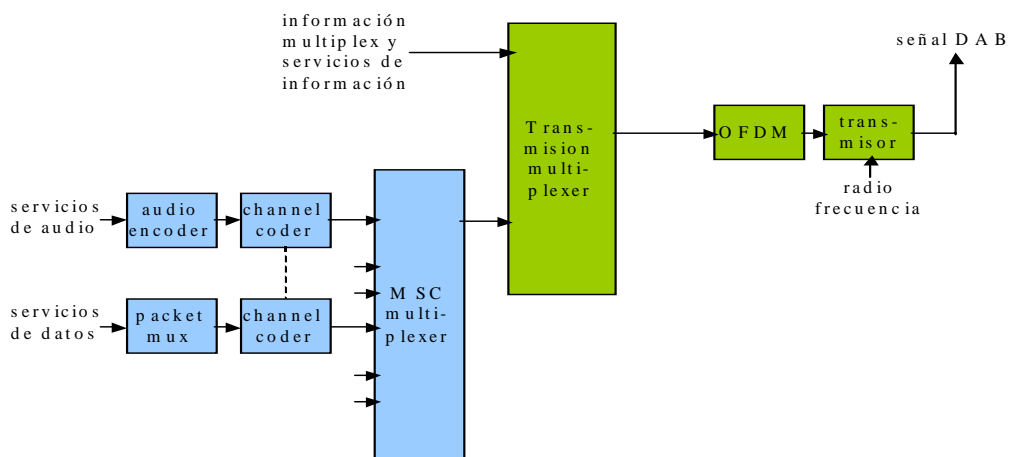 información
multiplex y
servicios de
información
señal DAB
Trans-
mision
multi-
plexer
OFDM
trans-
misor
radio
frecuencia
servicios
de audio
audio
encoder
channel
coder
MSC
multi-
plexer
servicios
de datos
packet
mux
channel
coder